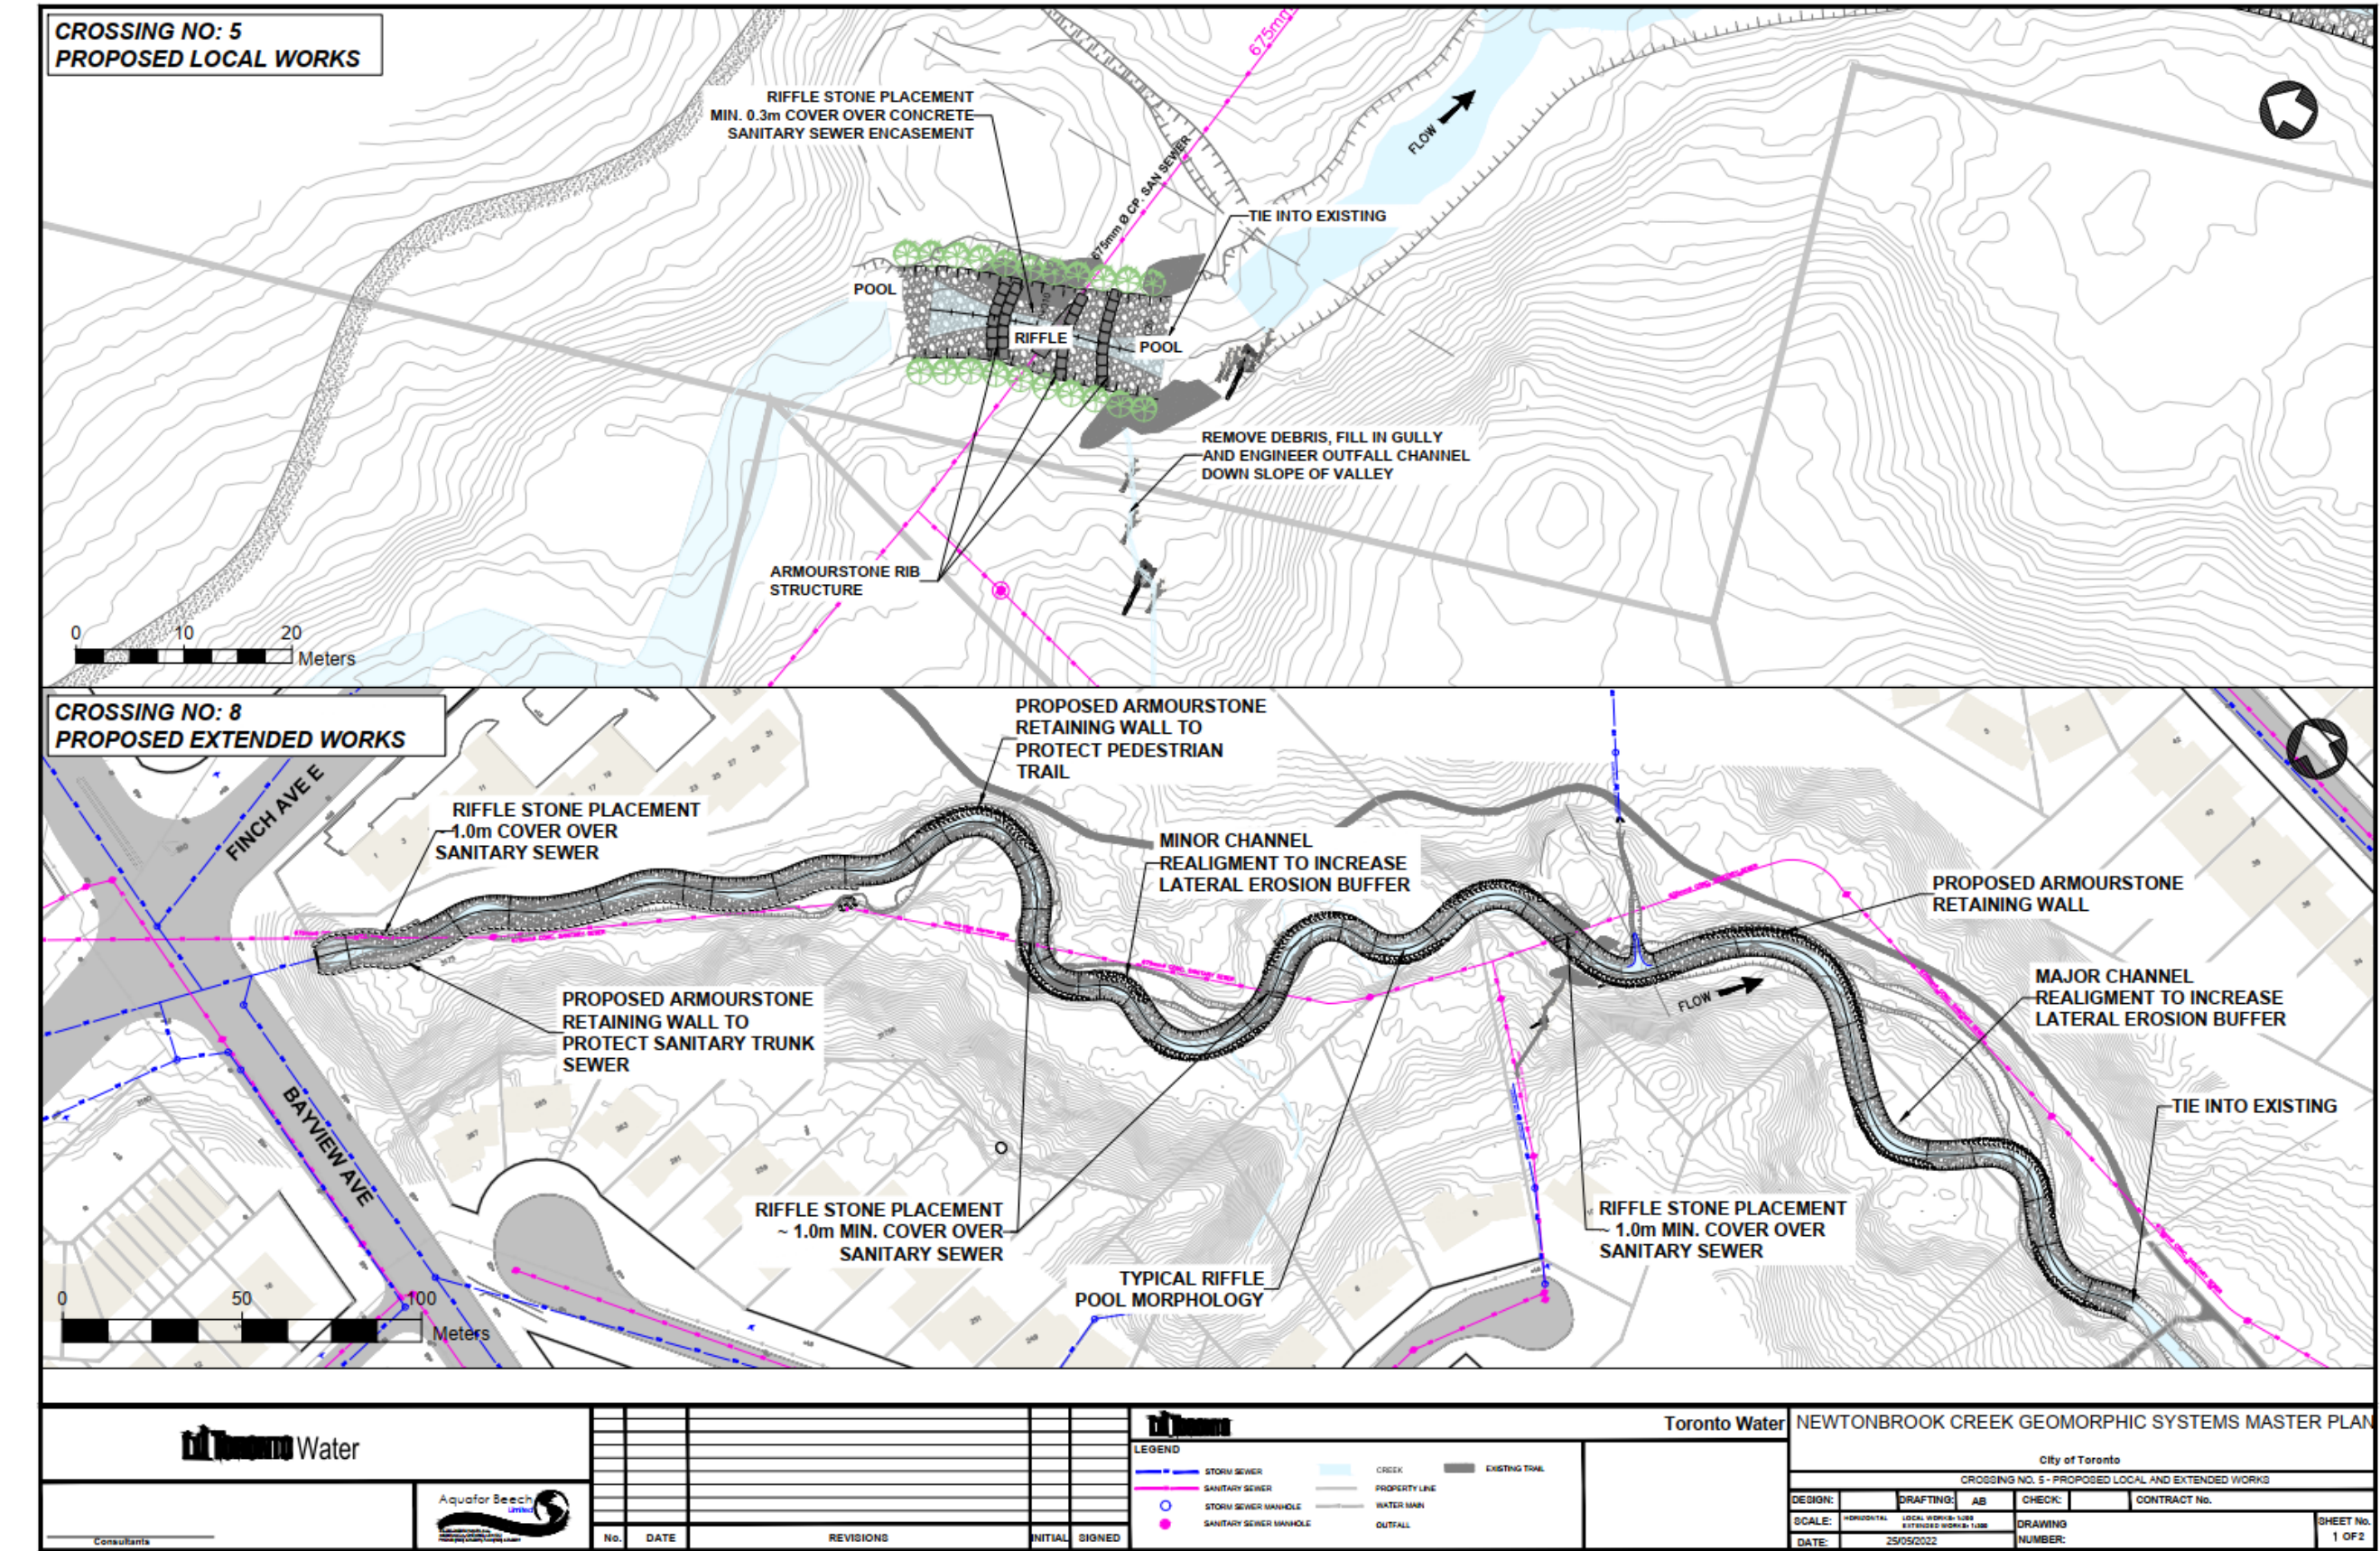 CROSSING NO: 5
PROPOSED LOCAL WORKS
675mm
RIFFLE STONE PLACEMENT
MIN. 0.3m COVER OVER CONCRETE
SANITARY SEWER ENCASEMENT
FLOW
675mm Ø CP. SAN SEWER
TIE INTO EXISTING
POOL
RIFFLE
POOL
REMOVE DEBRIS, FILL IN GULLY
AND ENGINEER OUTFALL CHANNEL
DOWN SLOPE OF VALLEY
ARMOURSTONE RIB
STRUCTURE
0 10 20
Meters
CROSSING NO: 8
PROPOSED EXTENDED WORKS
PROPOSED ARMOURSTONE
RETAINING WALL TO
PROTECT PEDESTRIAN
TRAIL
FINCH AVE E
RIFFLE STONE PLACEMENT
~1.0m COVER OVER
SANITARY SEWER
MINOR CHANNEL
REALIGMENT TO INCREASE
LATERAL EROSION BUFFER
PROPOSED ARMOURSTONE
RETAINING WALL
PROPOSED ARMOURSTONE
RETAINING WALL TO
PROTECT SANITARY TRUNK
SEWER
FLOW
MAJOR CHANNEL
REALIGMENT TO INCREASE
LATERAL EROSION BUFFER
BAYVIEW AVE
TIE INTO EXISTING
RIFFLE STONE PLACEMENT
~ 1.0m MIN. COVER OVER
SANITARY SEWER
RIFFLE STONE PLACEMENT
~ 1.0m MIN. COVER OVER
SANITARY SEWER
TYPICAL RIFFLE
POOL MORPHOLOGY
0 50 100
Meters
Toronto Water
Consultants
Aquafor Beech
Limited
No. DATE REVISIONS INITIAL SIGNED
Toronto
Toronto Water
LEGEND
STORM SEWER
SANITARY SEWER
STORM SEWER MANHOLE
SANITARY SEWER MANHOLE
CREEK
PROPERTY LINE
WATER MAIN
OUTFALL
EXISTING TRAIL
NEWTONBROOK CREEK GEOMORPHIC SYSTEMS MASTER PLAN
City of Toronto
CROSSING NO. 5 - PROPOSED LOCAL AND EXTENDED WORKS
DESIGN: DRAFTING: AB CHECK: CONTRACT No.
SCALE: HORIZONTAL
DATE: 25/05/2022
DRAWING
NUMBER:
SHEET No.
1 OF2